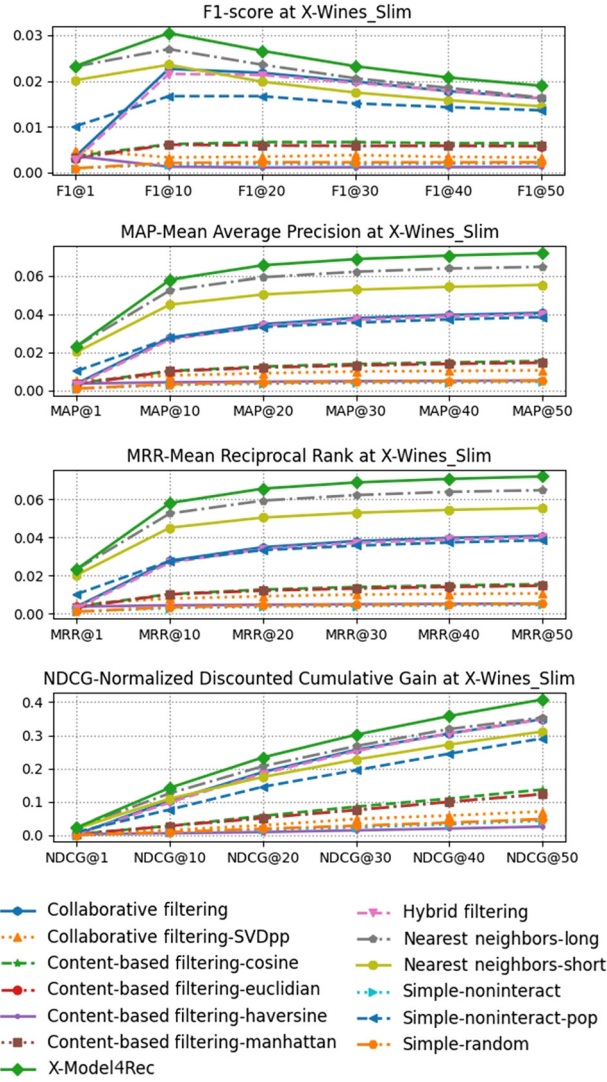 F1-score at X-Wines_Slim
0.03
0.02
0.01
0.00
F1@1 F1@10 F1@20 F1@30 F1@40 F1@50
MAP-Mean Average Precision at X-Wines_Slim
0.06
0.04
0.02
0.00
MAP@1 MAP@10 MAP@20 MAP@30 MAP@40 MAP@50
MRR-Mean Reciprocal Rank at X-Wines_Slim
0.06
0.04
0.02
0.00
MRR@1 MRR@10 MRR@20 MRR@30 MRR@40 MRR@50
NDCG-Normalized Discounted Cumulative Gain at X-Wines_Slim
0.4
0.3
0.2
0.1
0.0
NDCG@1 NDCG@10 NDCG@20 NDCG@30 NDCG@40 NDCG@50
Collaborative filtering
Collaborative filtering-SVDpp
Content-based filtering-cosine
Content-based filtering-euclidian
Content-based filtering-haversine
Content-based filtering-manhattan
X-Model4Rec
Hybrid filtering
Nearest neighbors-long
Nearest neighbors-short
Simple-noninteract
Simple-noninteract-pop
Simple-random